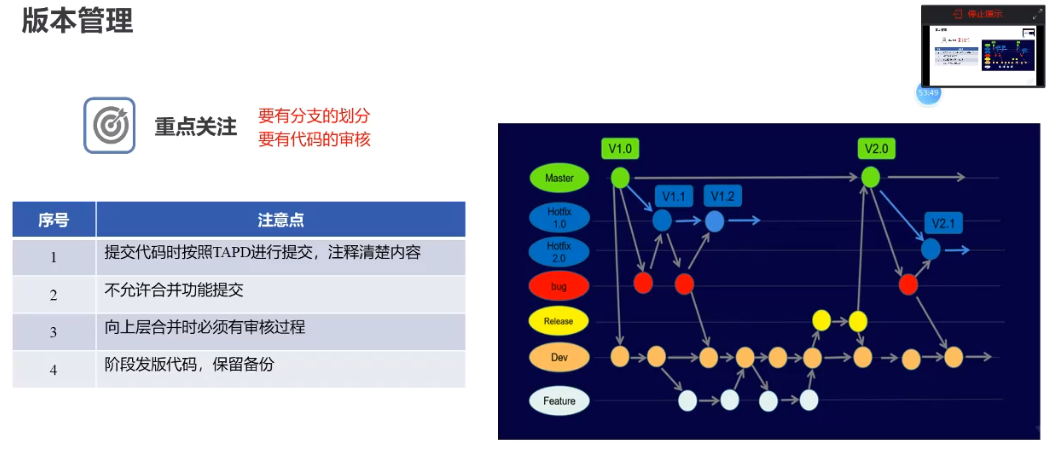 版本管理
停止演示
53:49
重点关注
要有分支的划分
要有代码的审核
序号 注意点
1 提交代码时按照TAPD进行提交，注释清楚内容
2 不允许合并功能提交
3 向上层合并时必须有审核过程
4 阶段发版代码，保留备份
V1.0
V2.0
Master
V1.1
V1.2
Hotfix
1.0
V2.1
Hotfix
2.0
bug
Release
Dev
Feature